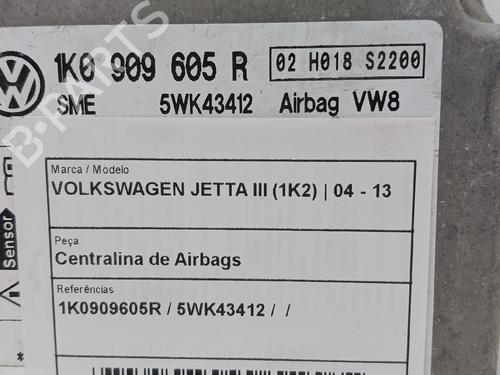 1K0 909 605 R
02 H018 S2200
SME 5WK43412 Airbag VW8
Marca / Modelo
VOLKSWAGEN JETTA III (1K2) | 04 - 13
Peça
Centralina de Airbags
Referências
1K0909605R / 5WK43412 / /
Sensor
B-PARTS